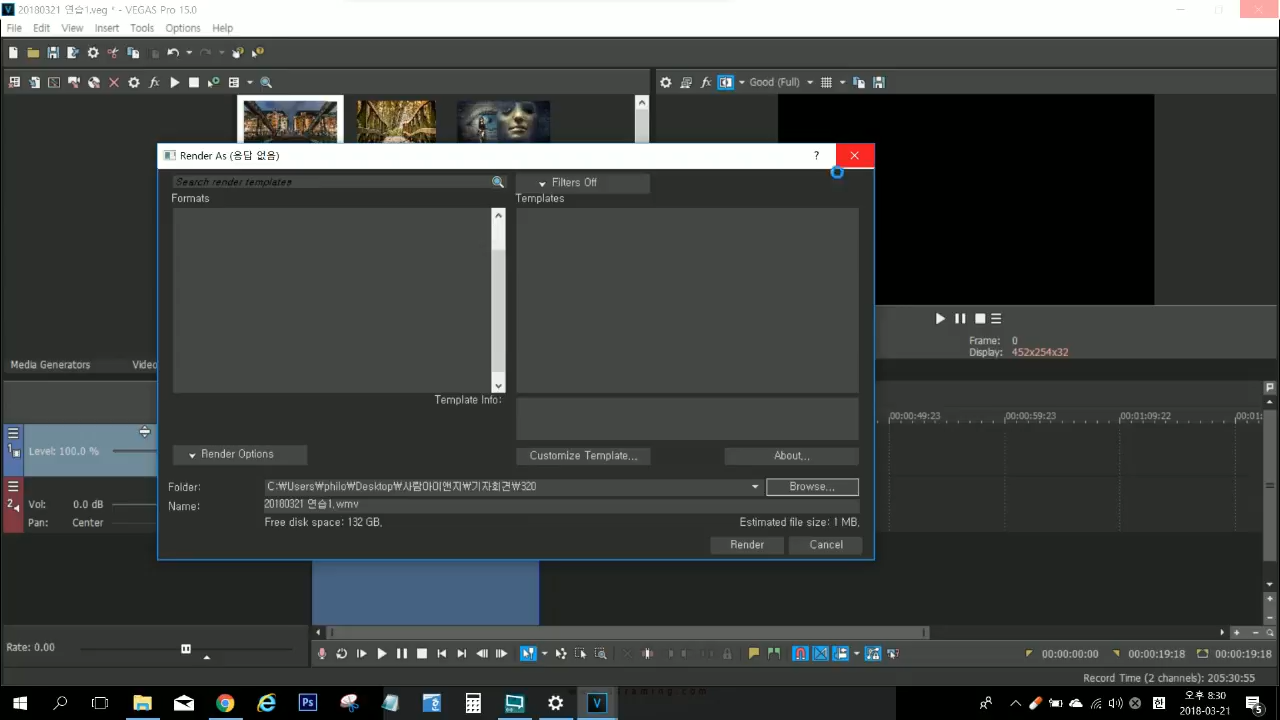 20180321 연습1.veg * - VEGAS Pro 15.0
File Edit View Insert Tools Options Help
Good (Full)
Render As (응답 없음)
?
Search render templates
Filters Off
Formats
Templates
Template Info:
Render Options
Customize Template...
About...
Folder: C:₩Users₩philo₩Desktop₩사람아이앤지₩기자회견₩320
Browse...
Name: 20180321 연습1.wmv
Free disk space: 132 GB,
Estimated file size: 1 MB,
Render
Cancel
Frame: 0
Display: 452x254x32
Media Generators
Video
00:00:49:23
00:00:59:23
00:01:09:22
00:01:
1
Level: 100.0 %
2
Vol: 0.0 dB
Pan: Center
Rate: 0.00
00:00:00:00
00:00:19:18
00:00:19:18
Record Time (2 channels): 205:30:55
오후 8:30
2018-03-21